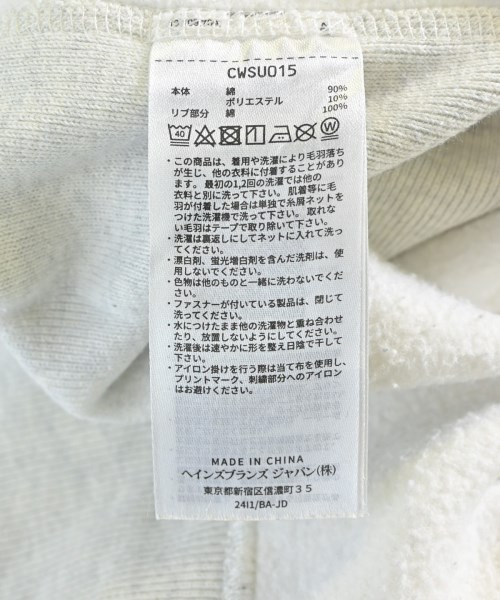 CWSU015
本体 綿 90%
ポリエステル 10%
リブ部分 綿 100%
40 W
・この商品は、着用や洗濯により毛羽落ち
が生じ、他の衣料に付着することがあり
ます。最初の1,2回の洗濯では他の
衣料と別に洗って下さい。肌着等に毛
羽が付着した場合は単独で糸屑ネットを
つけた洗濯機で洗って下さい。取れな
い毛羽はテープで取り除いて下さい。
・洗濯は裏返しにしてネットに入れて洗っ
てください。
・漂白剤、蛍光増白剤を含んだ洗剤は、使
用しないでください。
・色物は他のものと一緒に洗わないでくだ
さい。
・ファスナーが付いている製品は、閉じて
洗ってください。
・水につけたまま他の洗濯物と重ね合わせ
たり、放置しないようにしてください。
・洗濯後は速やかに形を整え日陰で干して
下さい。
・アイロン掛けを行う際は当て布を使用し、
プリントマーク、刺繍部分へのアイロン
はお避けください。
MADE IN CHINA
ヘインズブランズ ジャパン(株)
東京都新宿区信濃町35
24I1/BA-JD